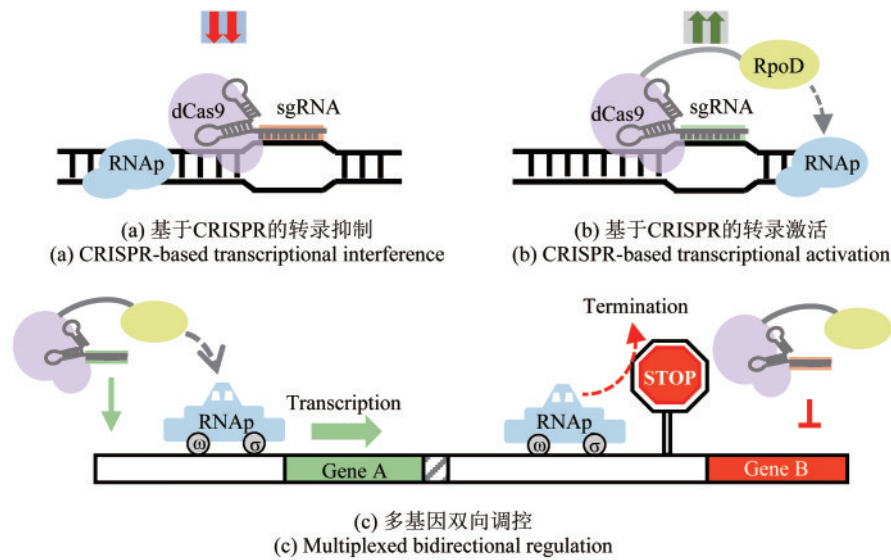 dCas9
sgRNA
RNAp
(a) 基于CRISPR的转录抑制
(a) CRISPR-based transcriptional interference
RpoD
dCas9
sgRNA
RNAp
(b) 基于CRISPR的转录激活
(b) CRISPR-based transcriptional activation
RNAp
ω
σ
Transcription
Gene A
Termination
RNAp
ω
σ
STOP
Gene B
(c) 多基因双向调控
(c) Multiplexed bidirectional regulation